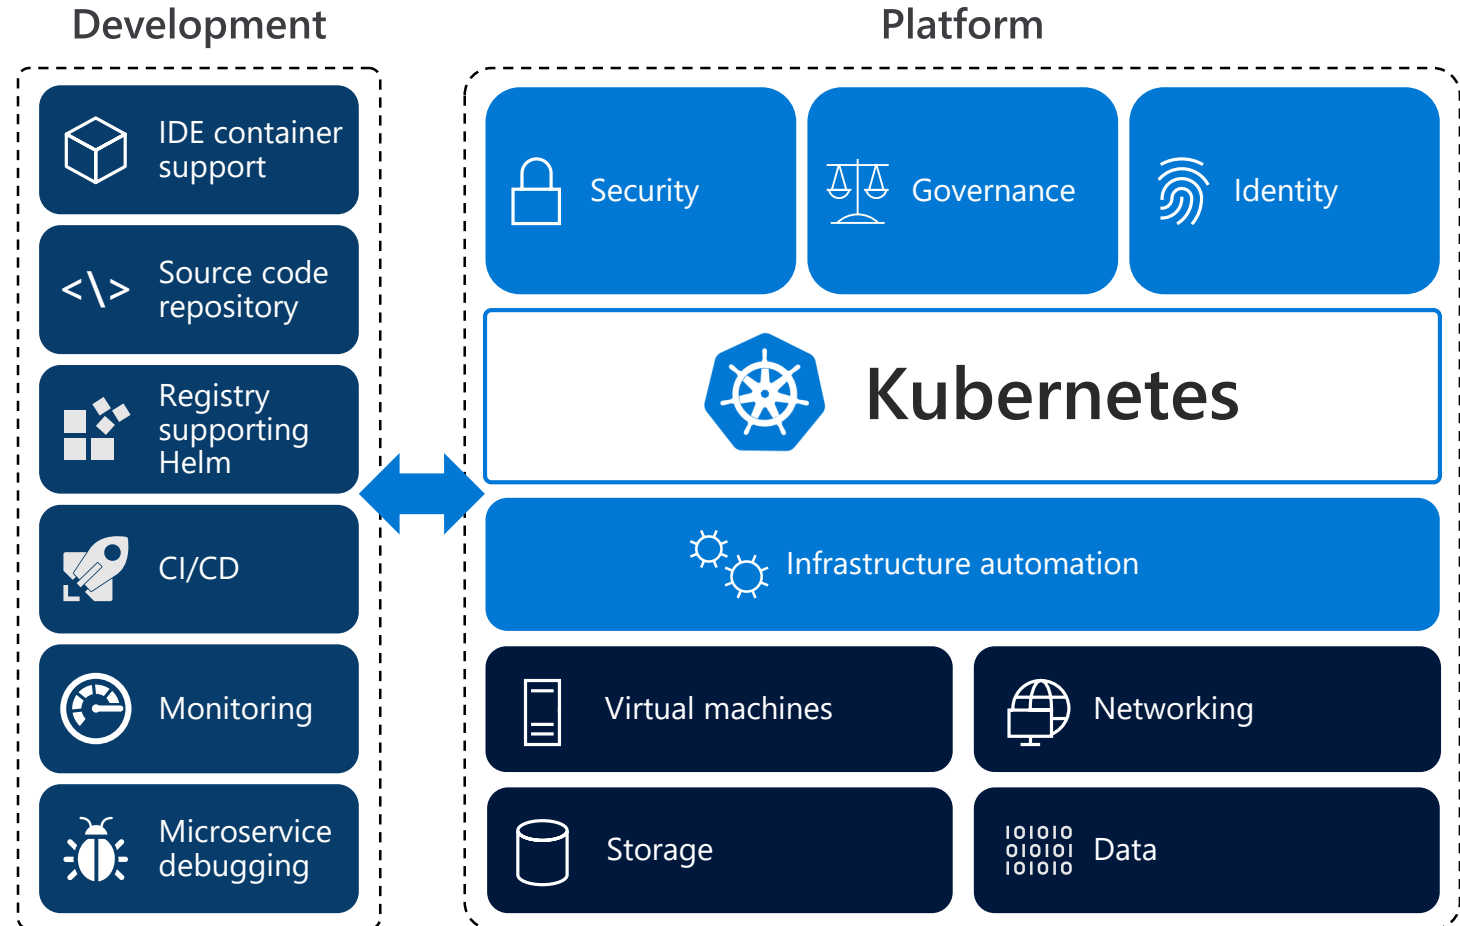 Development
IDE container
support
<\>
Source code
repository
Registry
supporting
Helm
CI/CD
Monitoring
Microservice
debugging
Platform
Security
Governance
Identity
Kubernetes
Infrastructure automation
Virtual machines
Networking
Storage
101010
010101
101010
Data